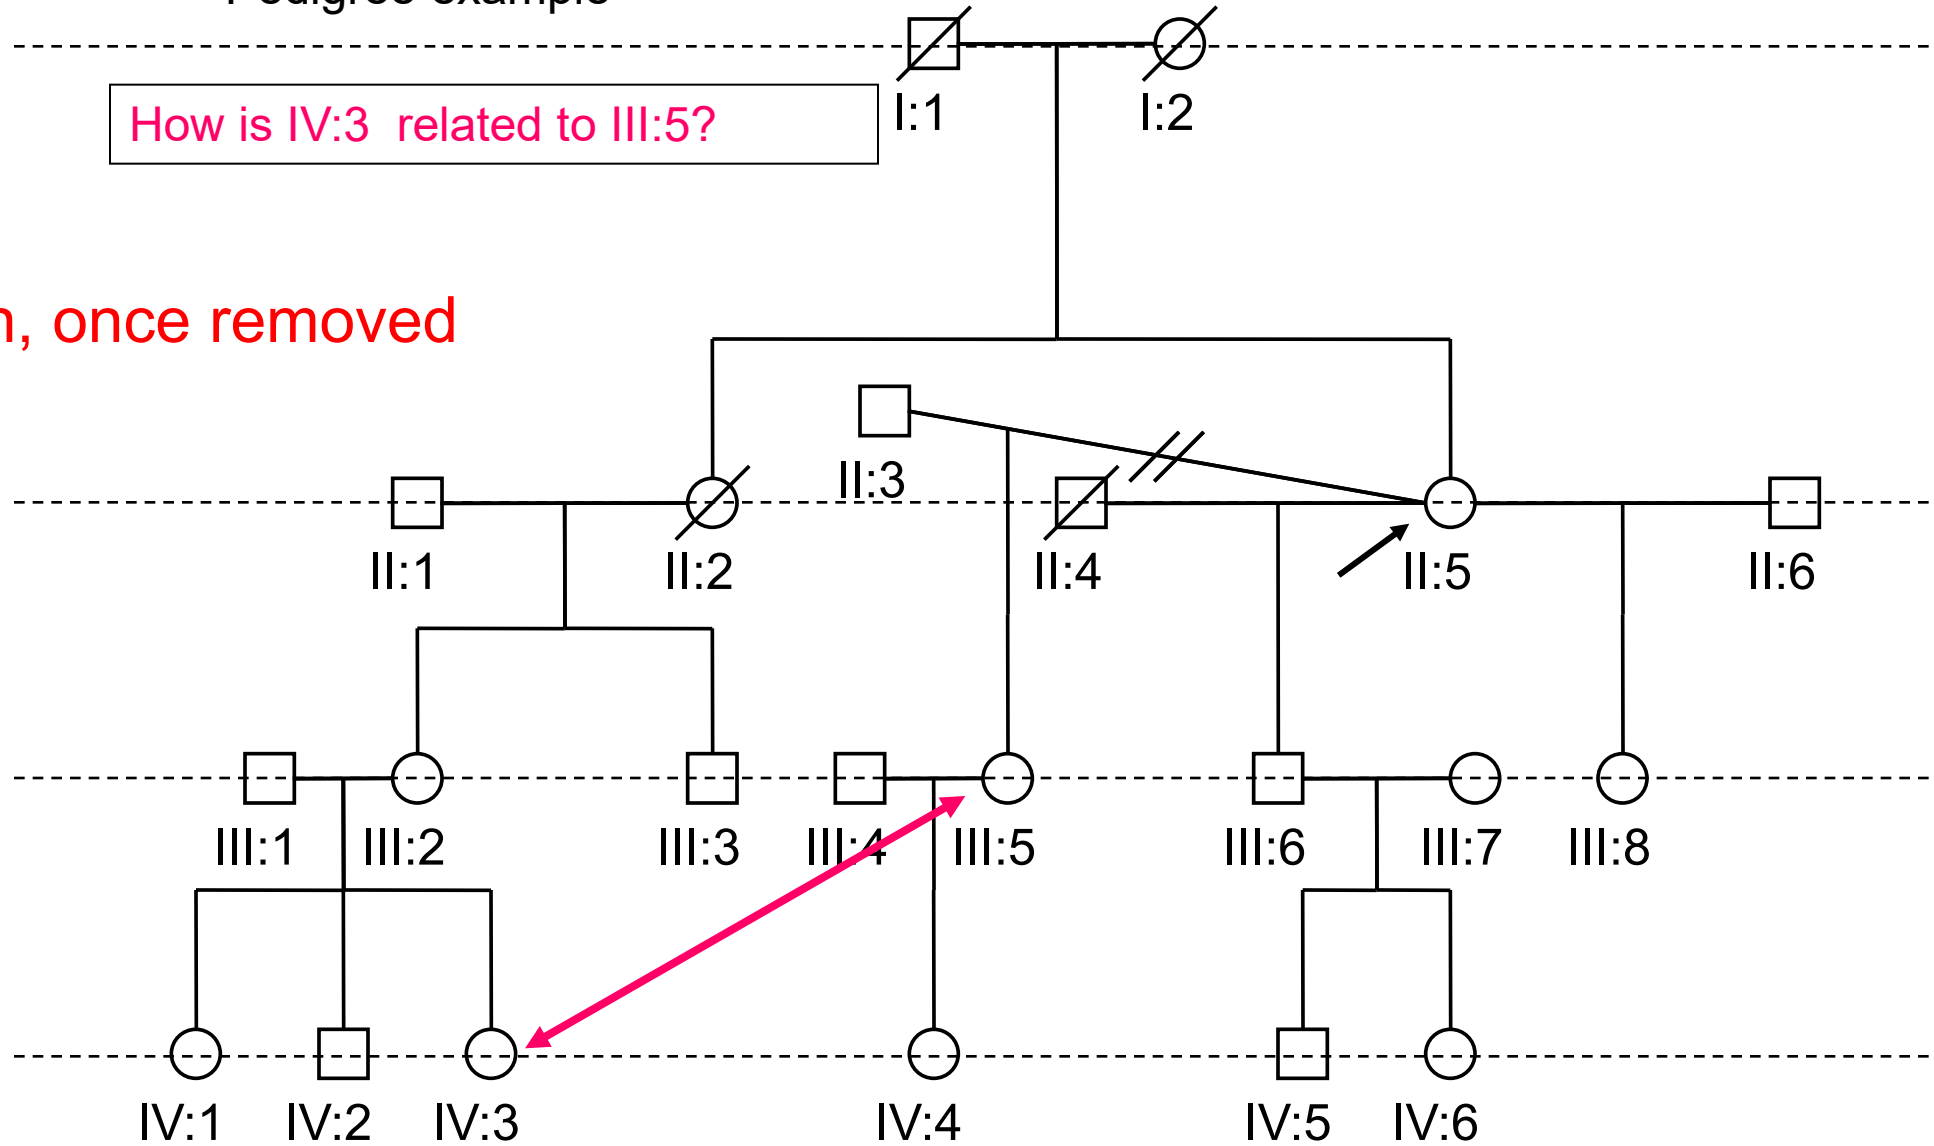 Pedigree example
I:1 I:2
How is IV:3 related to III:5?
, once removed
II:3
II:1 II:2 II:4 II:5 II:6
III:1 III:2 III:3 III:4 III:5 III:6 III:7 III:8
IV:1 IV:2 IV:3 IV:4 IV:5 IV:6